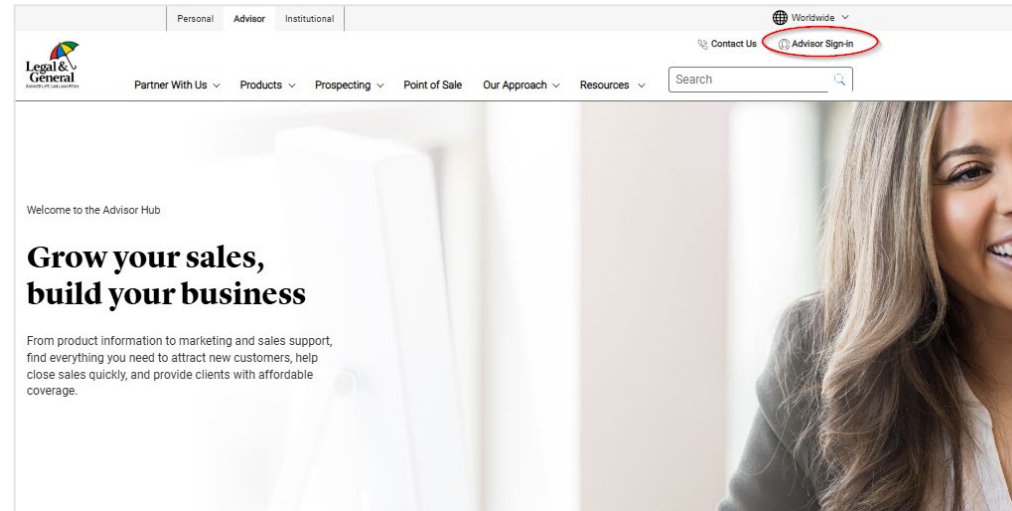 Personal Advisor Institutional Worldwide
Contact Us Advisor Sign-in
Legal &
General
Partner With Us Products Prospecting Point of Sale Our Approach Resources Search
Welcome to the Advisor Hub
Grow your sales,
build your business
From product information to marketing and sales support,
find everything you need to attract new customers, help
close sales quickly, and provide clients with affordable
coverage.